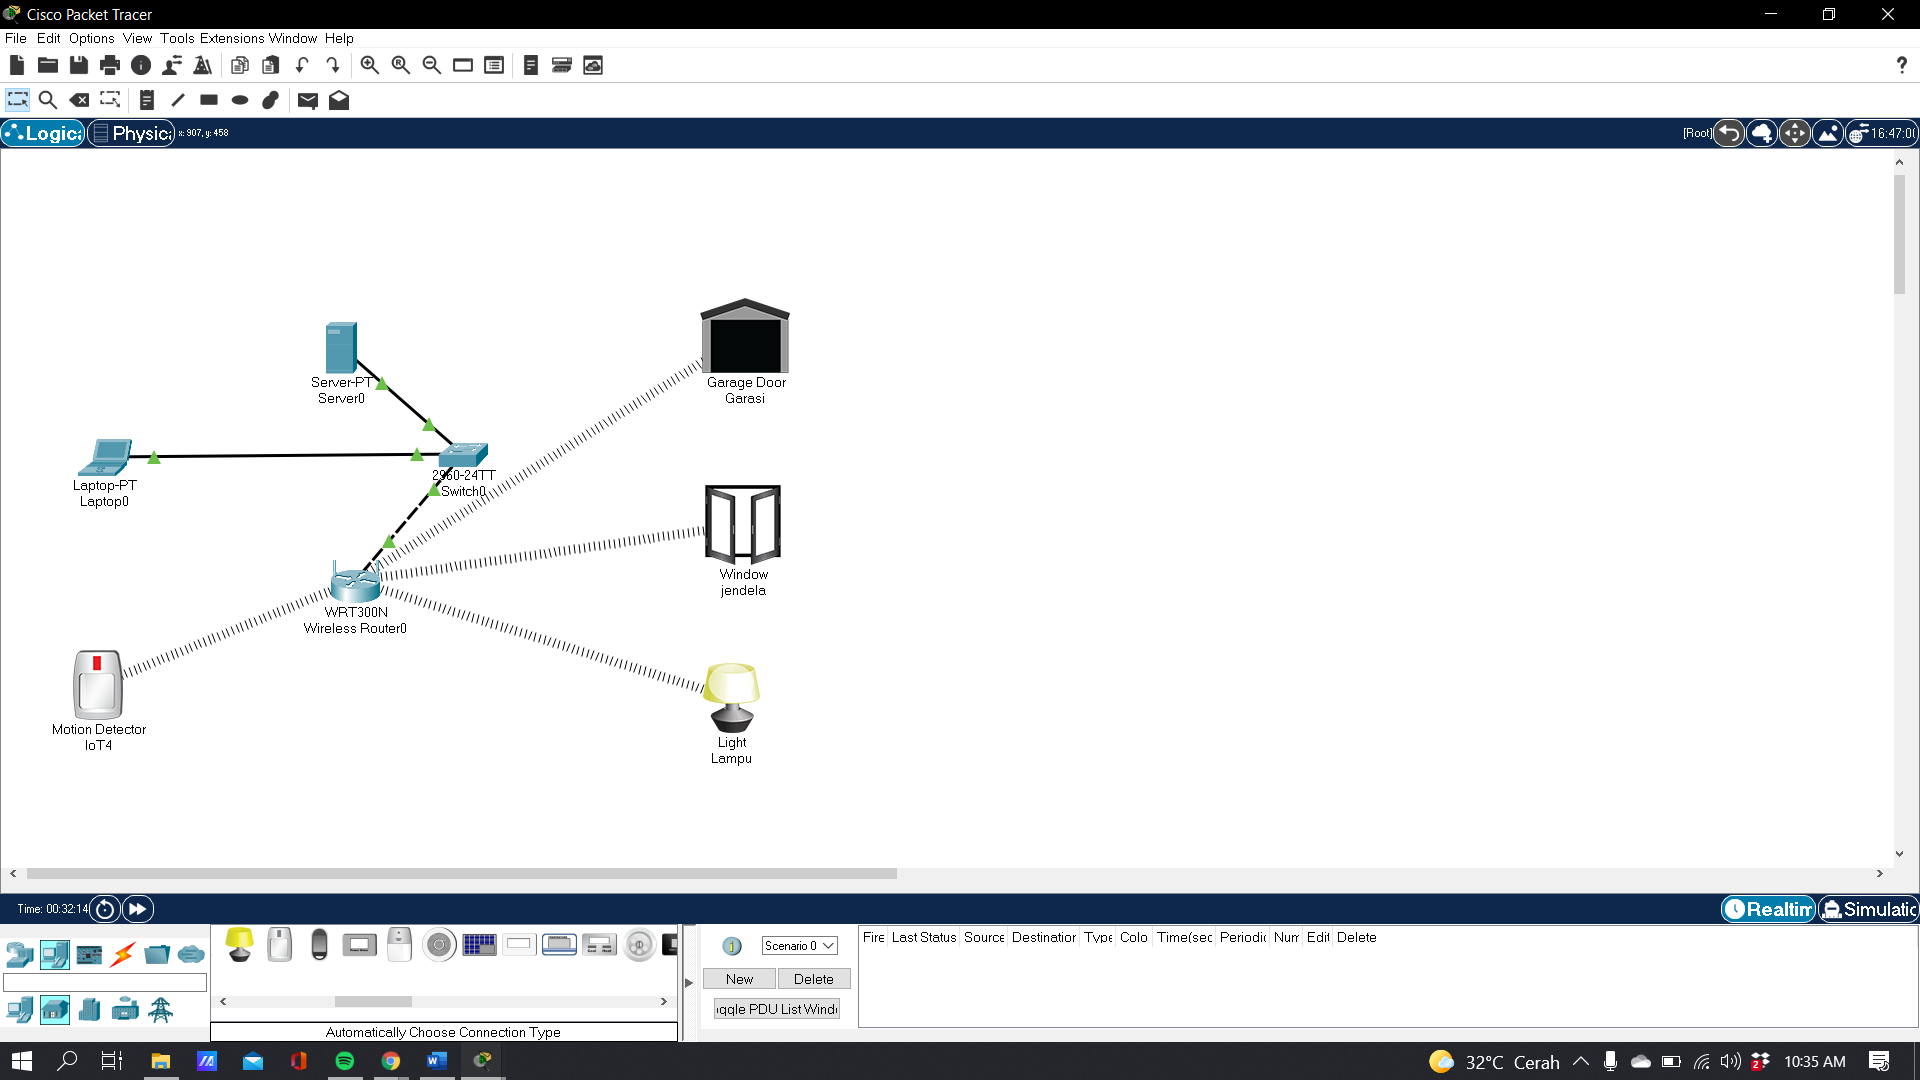 Cisco Packet Tracer
File Edit Options View Tools Extensions Window Help
Logica Physica x: 907, y: 458 [Root] 16:47:00
Server-PT
Server0
Garage Door
Garasi
Laptop-PT
Laptop0
2960-24TT
Switch0
Window
jendela
WRT300N
Wireless Router0
Motion Detector
IoT4
Light
Lampu
Time: 00:32:14
Realtim Simulatic
Scenario 0
New Delete
Fire Last Status Source Destination Type Colo Time(sec Periodic Num Edit Delete
ggle PDU List Wind
Automatically Choose Connection Type
32°C Cerah 2 10:35 AM